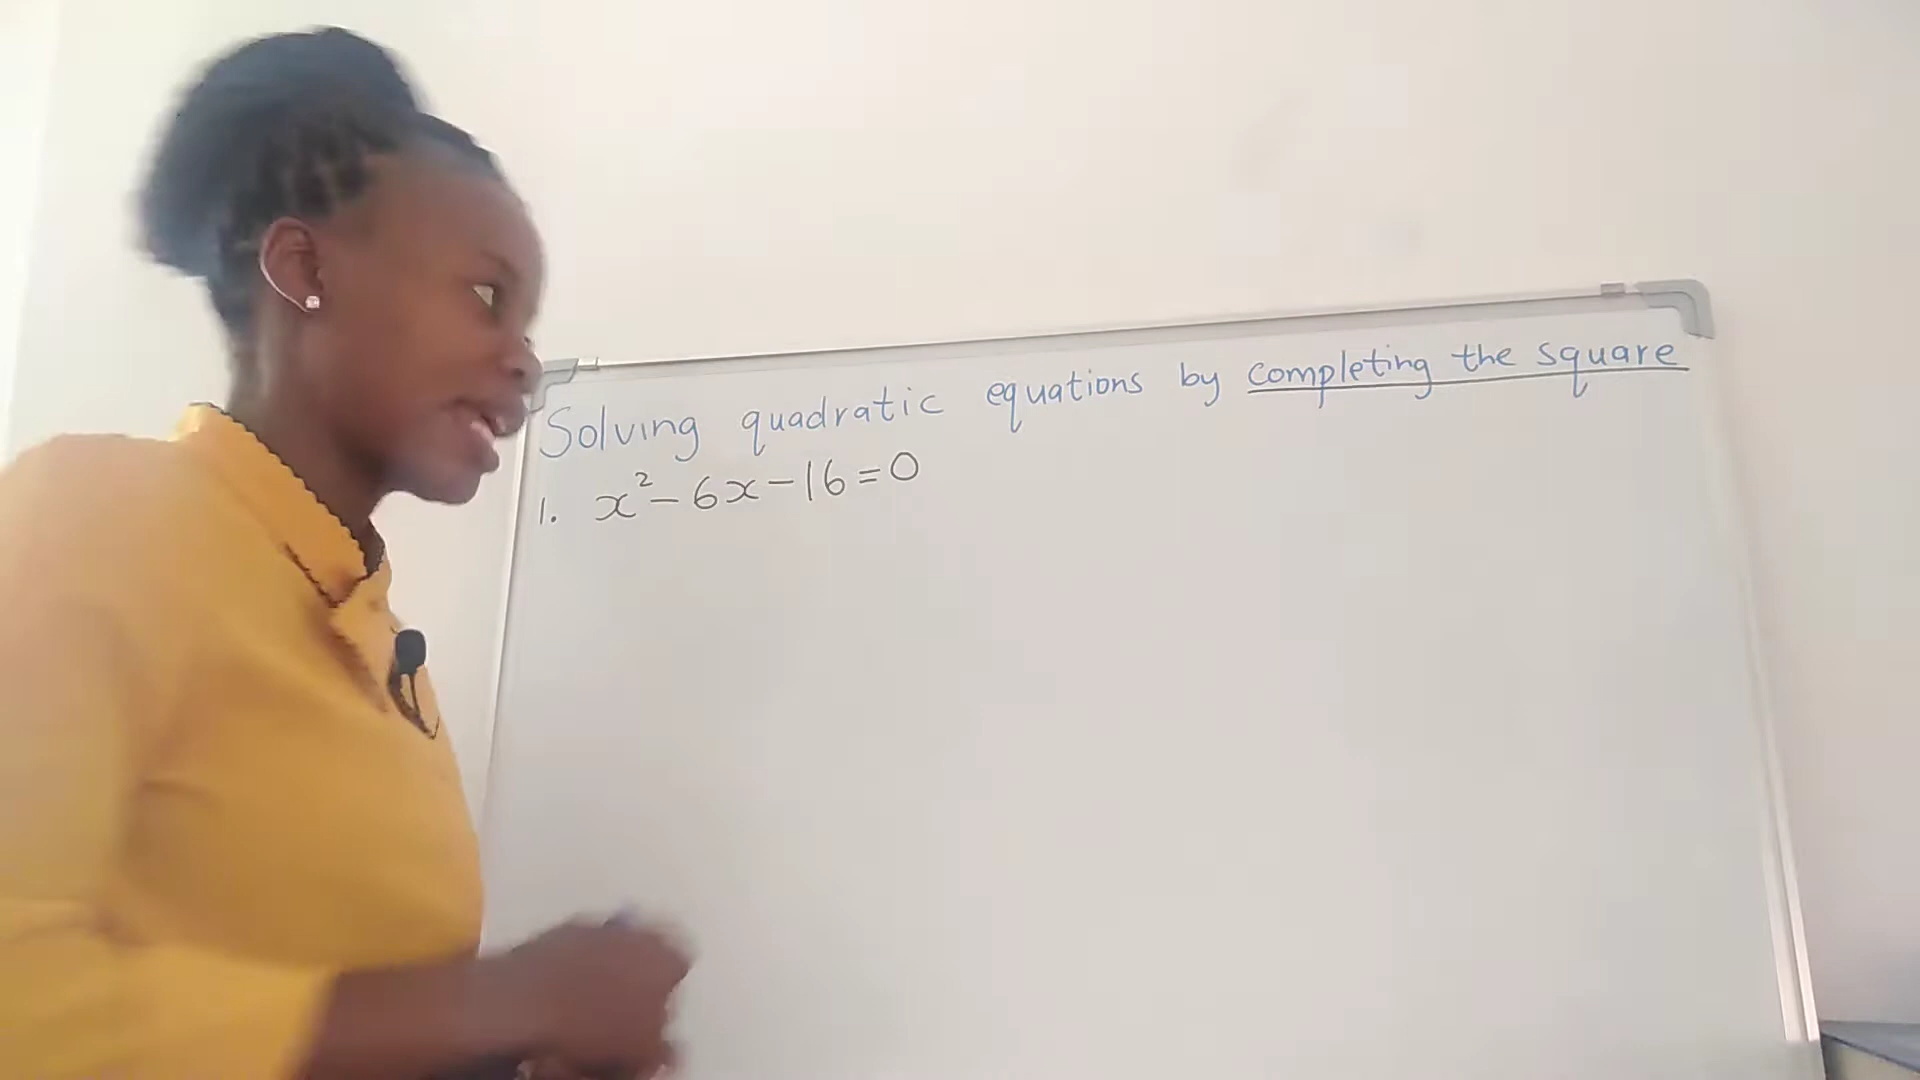 Solving quadratic equations by completing the square
1. x² - 6x - 16 = 0